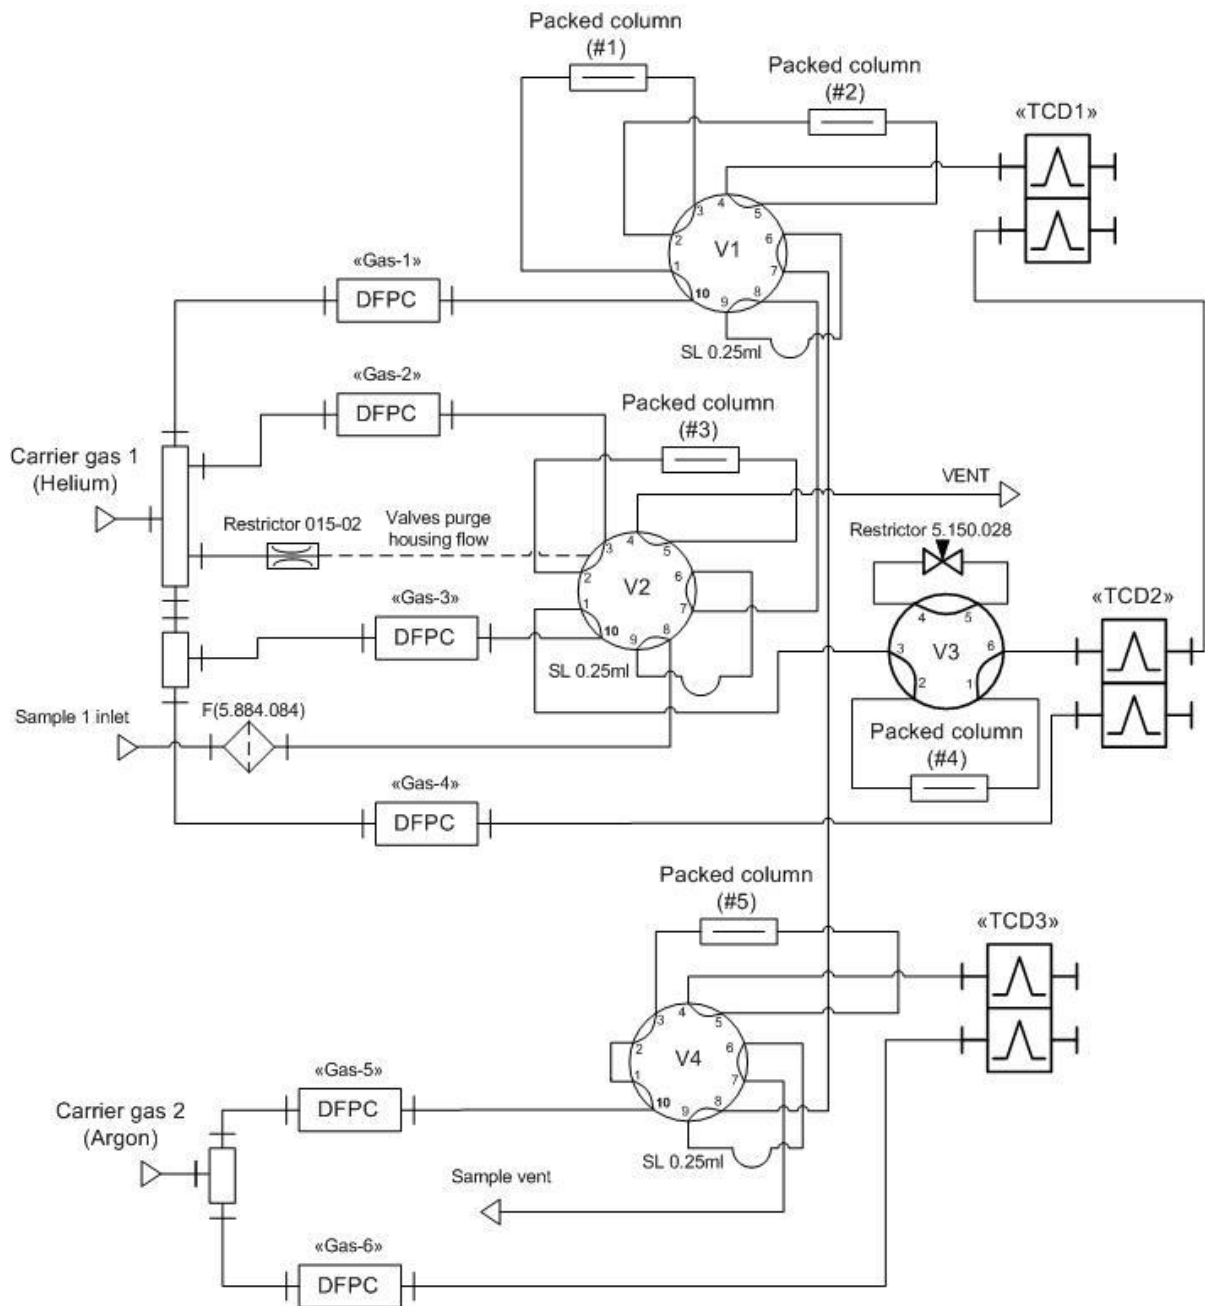 Packed column
(#1)
Packed column
(#2)
«TCD1»
3
4
5
2
6
V1
1
7
10
9
8
SL 0.25ml
«Gas-1»
DFPC
«Gas-2»
DFPC
Packed column
(#3)
Carrier gas 1
(Helium)
VENT
Restrictor 015-02
Valves purge
housing flow
Restrictor 5.150.028
3
4
5
2
6
V2
1
7
10
9
8
SL 0.25ml
«Gas-3»
DFPC
4
5
3
6
V3
2
1
«TCD2»
Sample 1 inlet
F(5.884.084)
Packed column
(#4)
«Gas-4»
DFPC
Packed column
(#5)
«TCD3»
3
4
5
2
6
V4
1
7
10
9
8
SL 0.25ml
«Gas-5»
DFPC
Carrier gas 2
(Argon)
Sample vent
«Gas-6»
DFPC